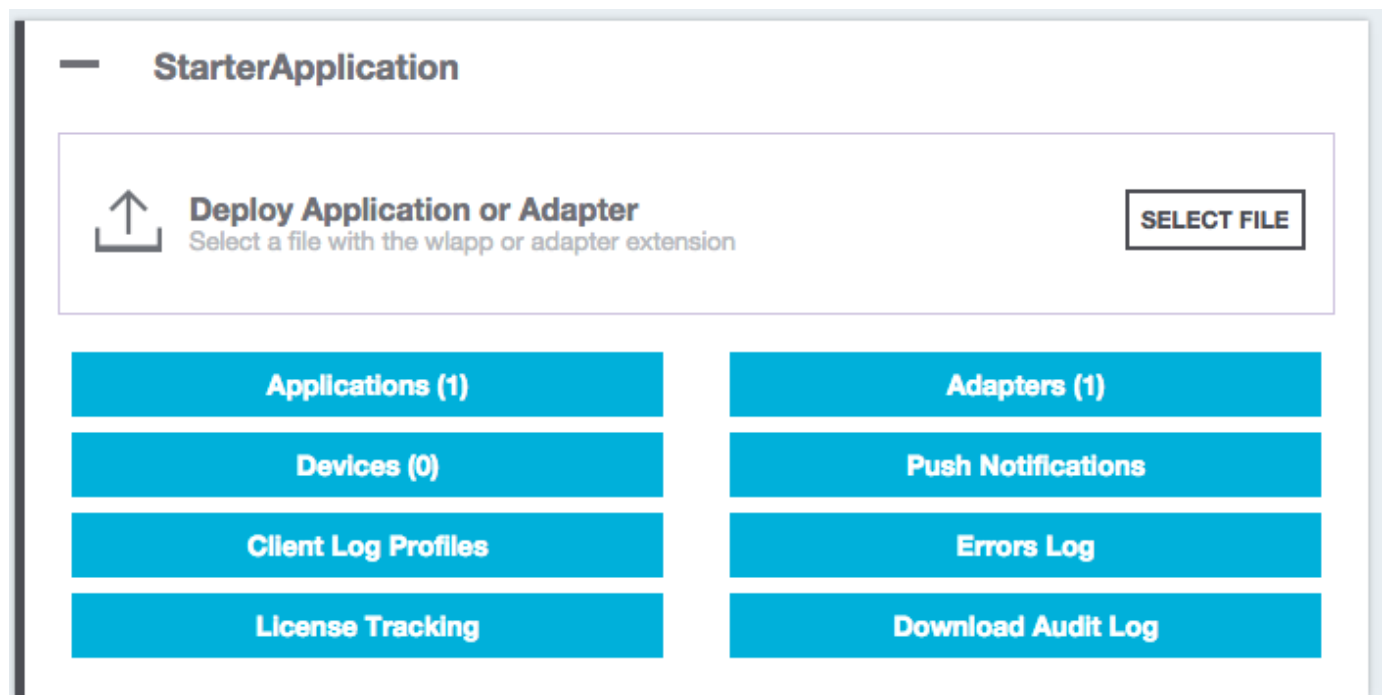 StarterApplication
Deploy Application or Adapter
Select a file with the wlapp or adapter extension
SELECT FILE
Applications (1)
Adapters (1)
Devices (0)
Push Notifications
Client Log Profiles
Errors Log
License Tracking
Download Audit Log